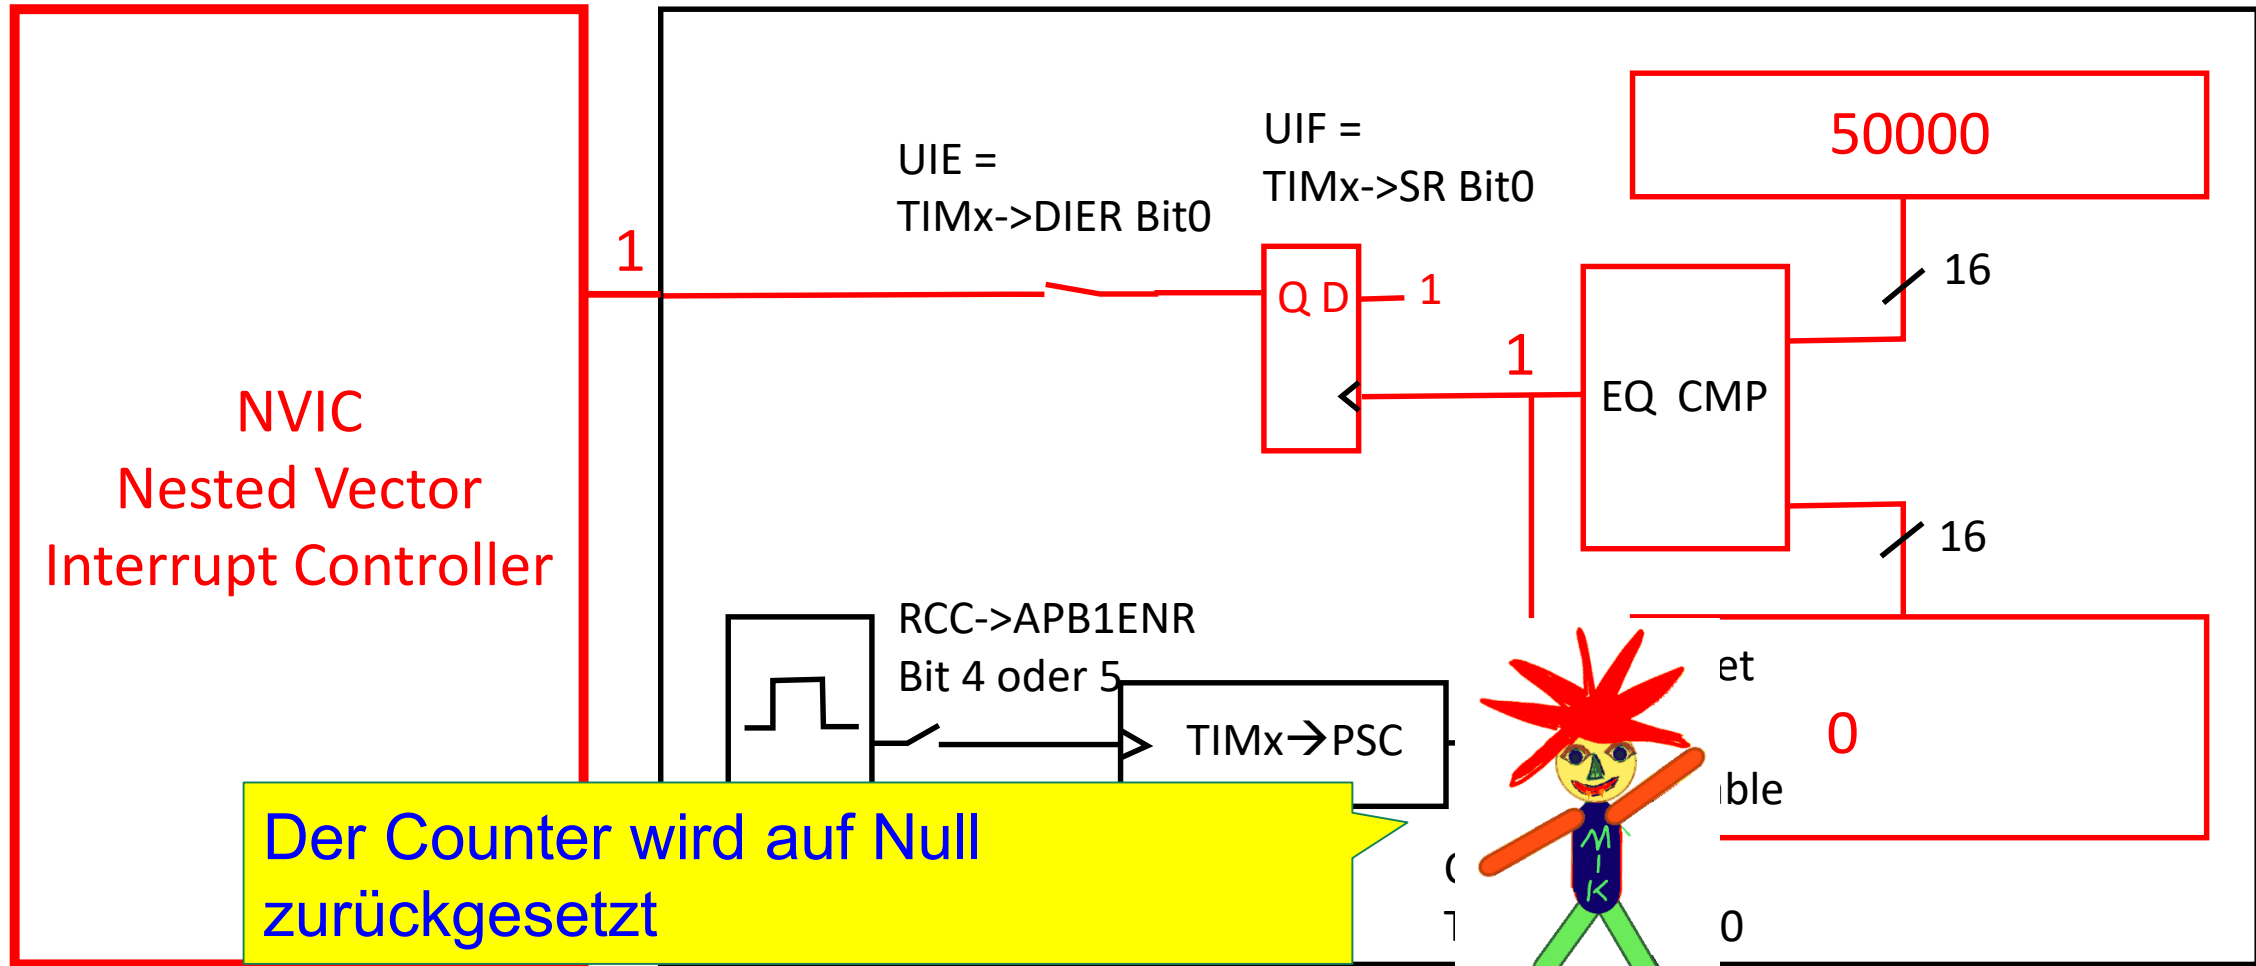 50000
UIF =
TIMx->SR Bit0
UIE =
TIMx->DIER Bit0
1
16
Q D
1
1
EQ CMP
NVIC
Nested Vector
Interrupt Controller
16
RCC->APB1ENR
Bit 4 oder 5
TIMx→PSC
0
Der Counter wird auf Null
zurückgesetzt
MIK
0